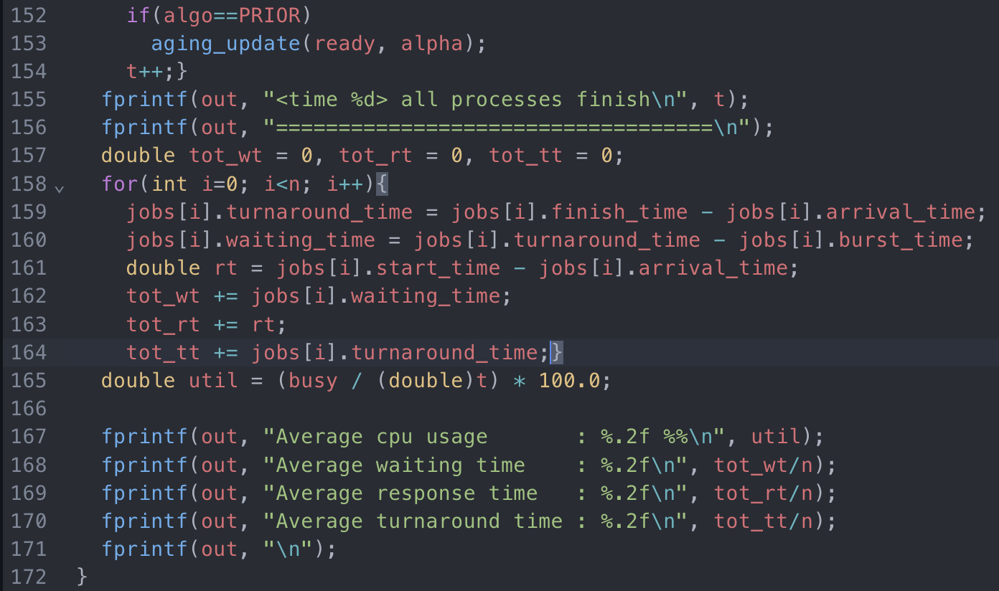 152 if(algo==PRIOR)
153 aging_update(ready, alpha);
154 t++;}
155 fprintf(out, "<time %d> all processes finish\n", t);
156 fprintf(out, "===================================\n");
157 double tot_wt = 0, tot_rt = 0, tot_tt = 0;
158 for(int i=0; i<n; i++){
159 jobs[i].turnaround_time = jobs[i].finish_time - jobs[i].arrival_time;
160 jobs[i].waiting_time = jobs[i].turnaround_time - jobs[i].burst_time;
161 double rt = jobs[i].start_time - jobs[i].arrival_time;
162 tot_wt += jobs[i].waiting_time;
163 tot_rt += rt;
164 tot_tt += jobs[i].turnaround_time;}
165 double util = (busy / (double)t) * 100.0;
166
167 fprintf(out, "Average cpu usage       : %.2f %%\n", util);
168 fprintf(out, "Average waiting time    : %.2f\n", tot_wt/n);
169 fprintf(out, "Average response time   : %.2f\n", tot_rt/n);
170 fprintf(out, "Average turnaround time : %.2f\n", tot_tt/n);
171 fprintf(out, "\n");
172 }